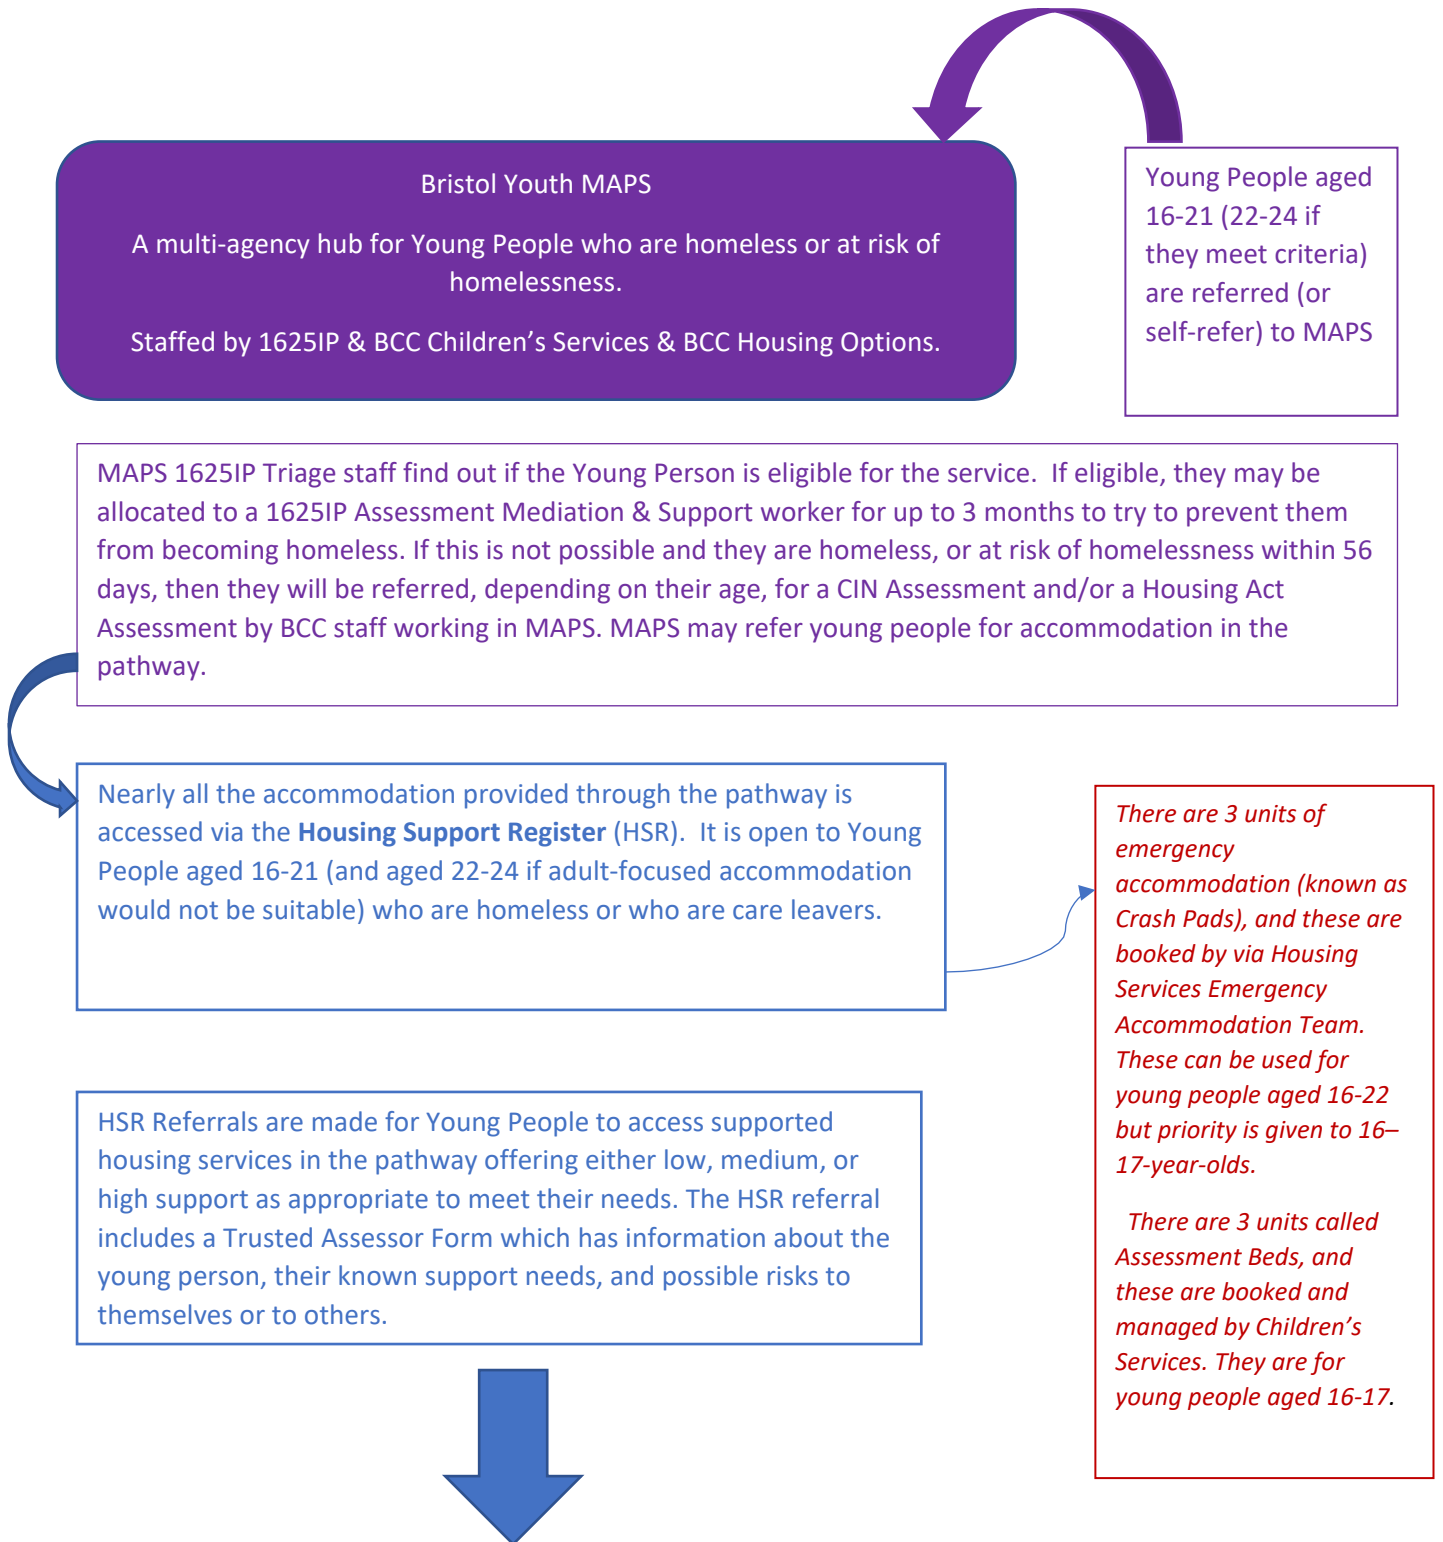 Bristol Youth MAPS
A multi-agency hub for Young People who are homeless or at risk of
homelessness.
Staffed by 1625IP & BCC Children’s Services & BCC Housing Options.
Young People aged
16-21 (22-24 if
they meet criteria)
are referred (or
self-refer) to MAPS
MAPS 1625IP Triage staff find out if the Young Person is eligible for the service.  If eligible, they may be
allocated to a 1625IP Assessment Mediation & Support worker for up to 3 months to try to prevent them
from becoming homeless. If this is not possible and they are homeless, or at risk of homelessness within 56
days, then they will be referred, depending on their age, for a CIN Assessment and/or a Housing Act
Assessment by BCC staff working in MAPS. MAPS may refer young people for accommodation in the
pathway.
Nearly all the accommodation provided through the pathway is
accessed via the Housing Support Register (HSR).  It is open to Young
People aged 16-21 (and aged 22-24 if adult-focused accommodation
would not be suitable) who are homeless or who are care leavers.
There are 3 units of
emergency
accommodation (known as
Crash Pads), and these are
booked by via Housing
Services Emergency
Accommodation Team.
These can be used for
young people aged 16-22
but priority is given to 16–
17-year-olds.
There are 3 units called
Assessment Beds, and
these are booked and
managed by Children’s
Services. They are for
young people aged 16-17.
HSR Referrals are made for Young People to access supported
housing services in the pathway offering either low, medium, or
high support as appropriate to meet their needs. The HSR referral
includes a Trusted Assessor Form which has information about the
young person, their known support needs, and possible risks to
themselves or to others.